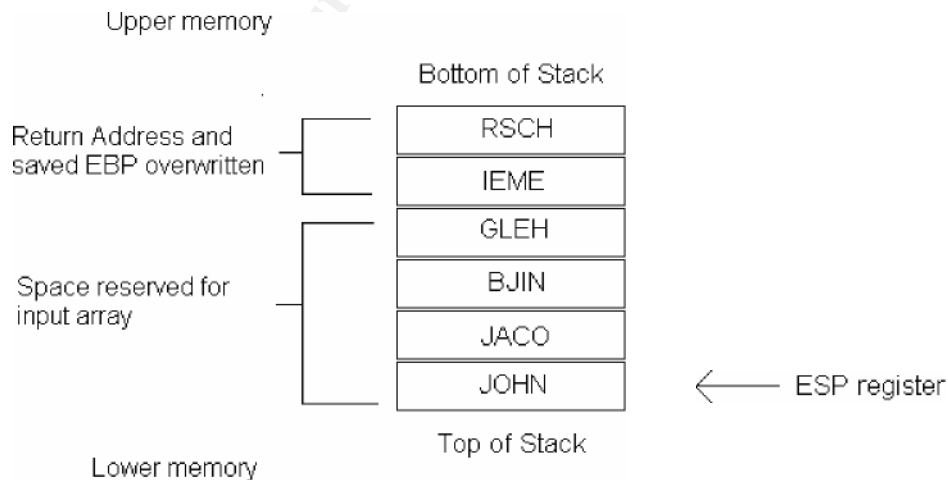 Upper memory
Bottom of Stack
Return Address and
saved EBP overwritten
RSCH
IEME
GLEH
Space reserved for
input array
BJIN
JACO
JOHN
ESP register
Top of Stack
Lower memory